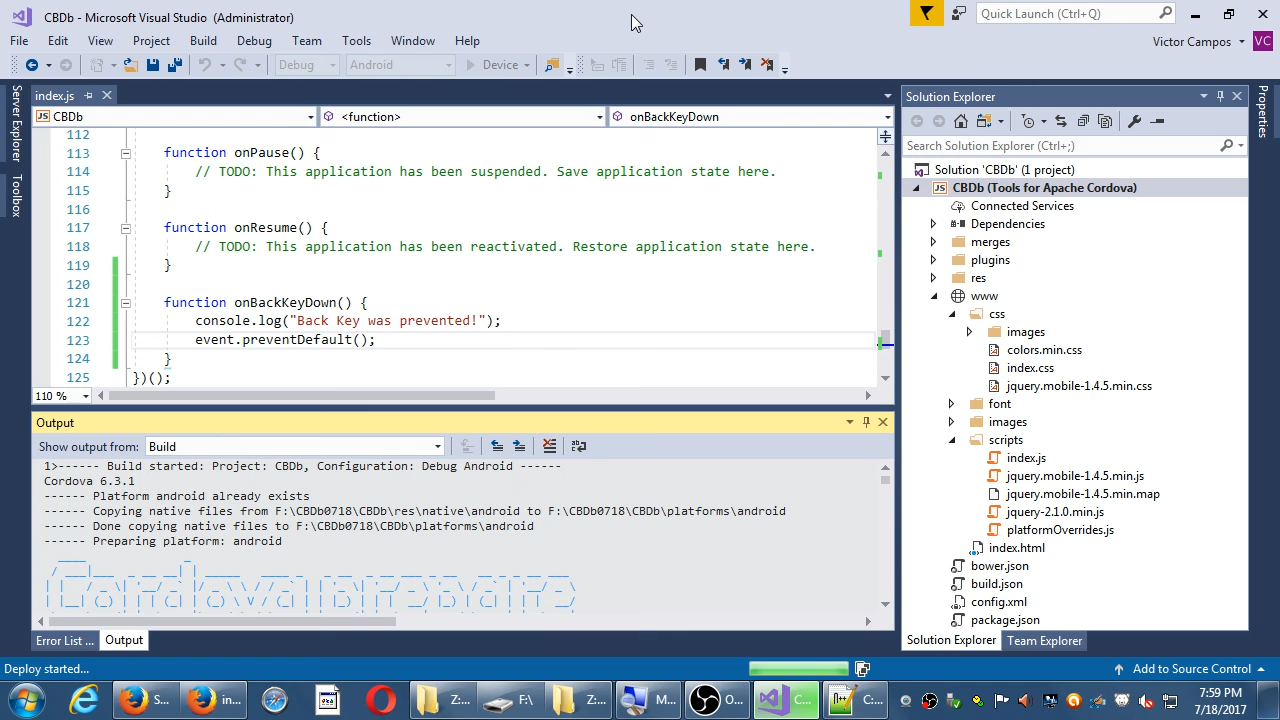 CBDb - Microsoft Visual Studio (Administrator)
Quick Launch (Ctrl+Q)
File Edit View Project Build Debug Team Tools Window Help
Victor Campos VC
Debug Android Device
Server Explorer
Toolbox
index.js
CBDb <function> onBackKeyDown
112
113 function onPause() {
114 // TODO: This application has been suspended. Save application state here.
115 }
116
117 function onResume() {
118 // TODO: This application has been reactivated. Restore application state here.
119 }
120
121 function onBackKeyDown() {
122 console.log("Back Key was prevented!");
123 event.preventDefault();
124 }
125 })();
110 %
Output
Show output from: Build
1>------ Build started: Project: CBDb, Configuration: Debug Android ------
Cordova 6.3.1
------ Platform android already exists
------ Copying native files from F:\CBDb0718\CBDb\res\native\android to F:\CBDb0718\CBDb\platforms\android
------ Done copying native files to F:\CBDb0718\CBDb\platforms\android
------ Preparing platform: android
Error List ... Output
Solution Explorer
Search Solution Explorer (Ctrl+;)
Solution 'CBDb' (1 project)
JS CBDb (Tools for Apache Cordova)
Connected Services
Dependencies
merges
plugins
res
www
css
images
colors.min.css
index.css
jquery.mobile-1.4.5.min.css
font
images
scripts
index.js
jquery.mobile-1.4.5.min.js
jquery.mobile-1.4.5.min.map
jquery-2.1.0.min.js
platformOverrides.js
index.html
bower.json
build.json
config.xml
package.json
Solution Explorer Team Explorer
Properties
Deploy started...
Add to Source Control
S... in... Z... F:\ Z... M... O... C... C:...
7:59 PM
7/18/2017